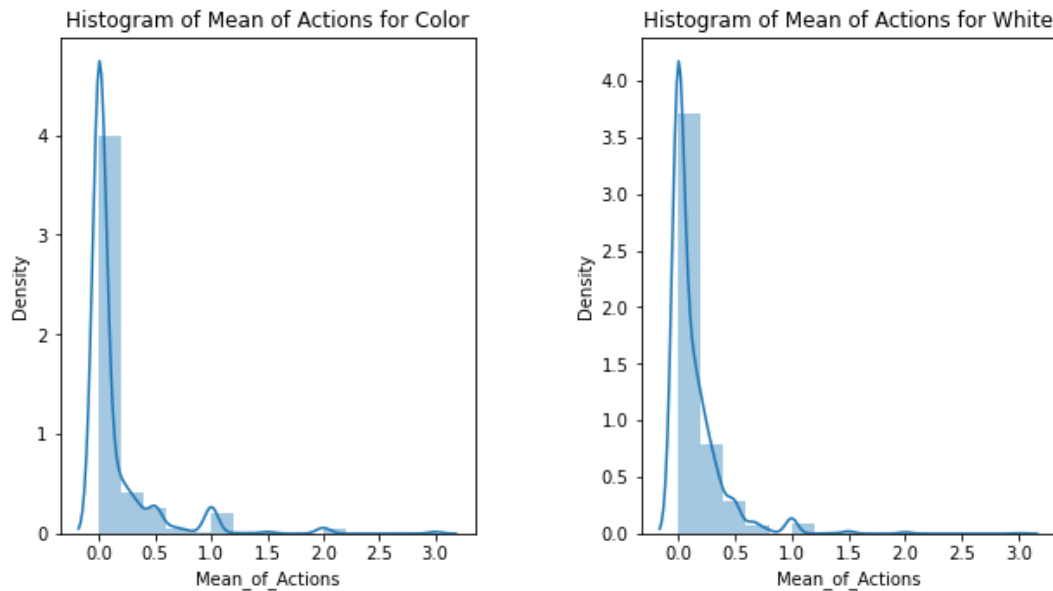 Histogram of Mean of Actions for Color
Density
4
3
2
1
0
0.0 0.5 1.0 1.5 2.0 2.5 3.0
Mean_of_Actions
Histogram of Mean of Actions for White
Density
4.0
3.5
3.0
2.5
2.0
1.5
1.0
0.5
0.0
0.0 0.5 1.0 1.5 2.0 2.5 3.0
Mean_of_Actions